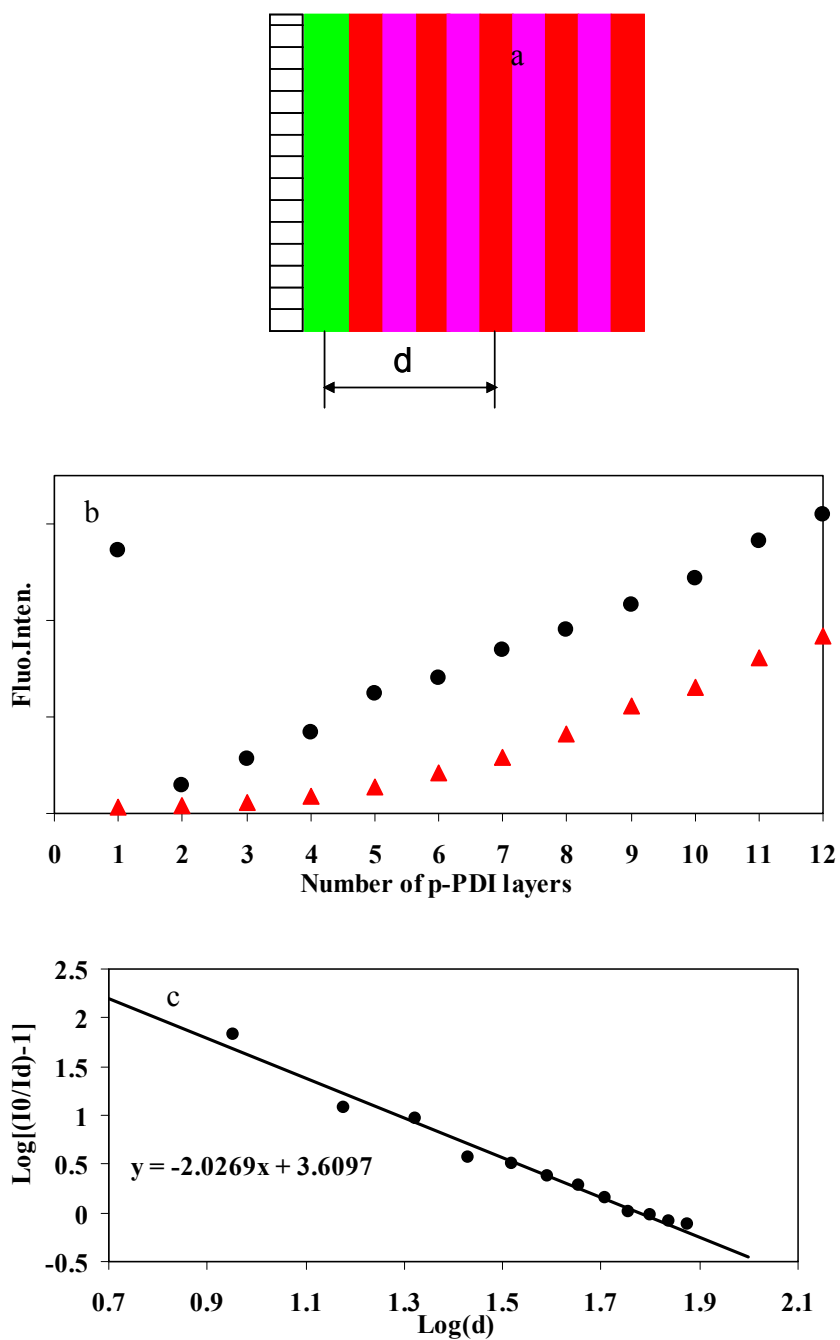 a
d
b
Fluo.Inten.
0 1 2 3 4 5 6 7 8 9 10 11 12
Number of p-PDI layers
c
Log[(I0/Id)-1]
2.5
2
1.5
1
0.5
0
-0.5
y = -2.0269x + 3.6097
0.7 0.9 1.1 1.3 1.5 1.7 1.9 2.1
Log(d)